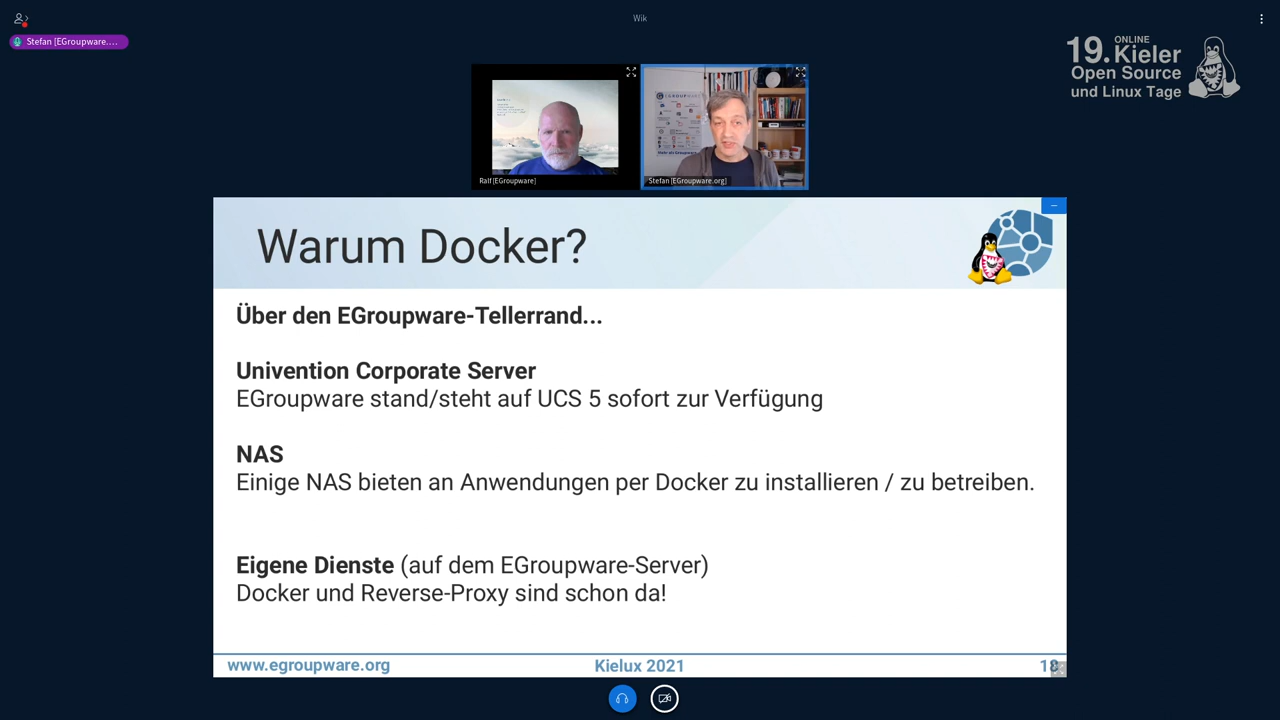 Wik
Stefan [EGroupware....
19. ONLINE Kieler
Open Source
und Linux Tage
Ralf [EGroupware]
Stefan [EGroupware.org]
Warum Docker?
Über den EGroupware-Tellerrand...
Univention Corporate Server
EGroupware stand/steht auf UCS 5 sofort zur Verfügung
NAS
Einige NAS bieten an Anwendungen per Docker zu installieren / zu betreiben.
Eigene Dienste (auf dem EGroupware-Server)
Docker und Reverse-Proxy sind schon da!
www.egroupware.org
Kielux 2021
18